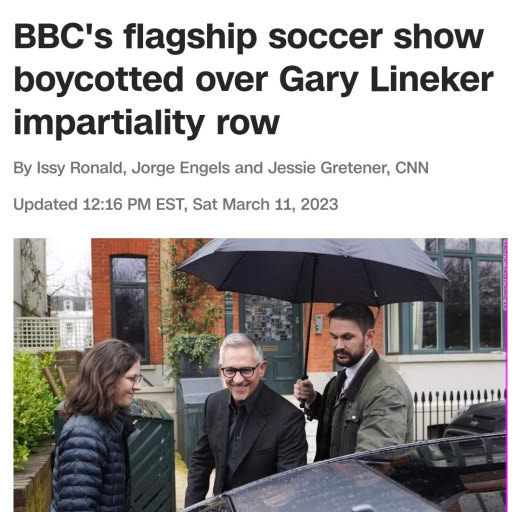 BBC's flagship soccer show
boycotted over Gary Lineker
impartiality row
By Issy Ronald, Jorge Engels and Jessie Gretener, CNN
Updated 12:16 PM EST, Sat March 11, 2023